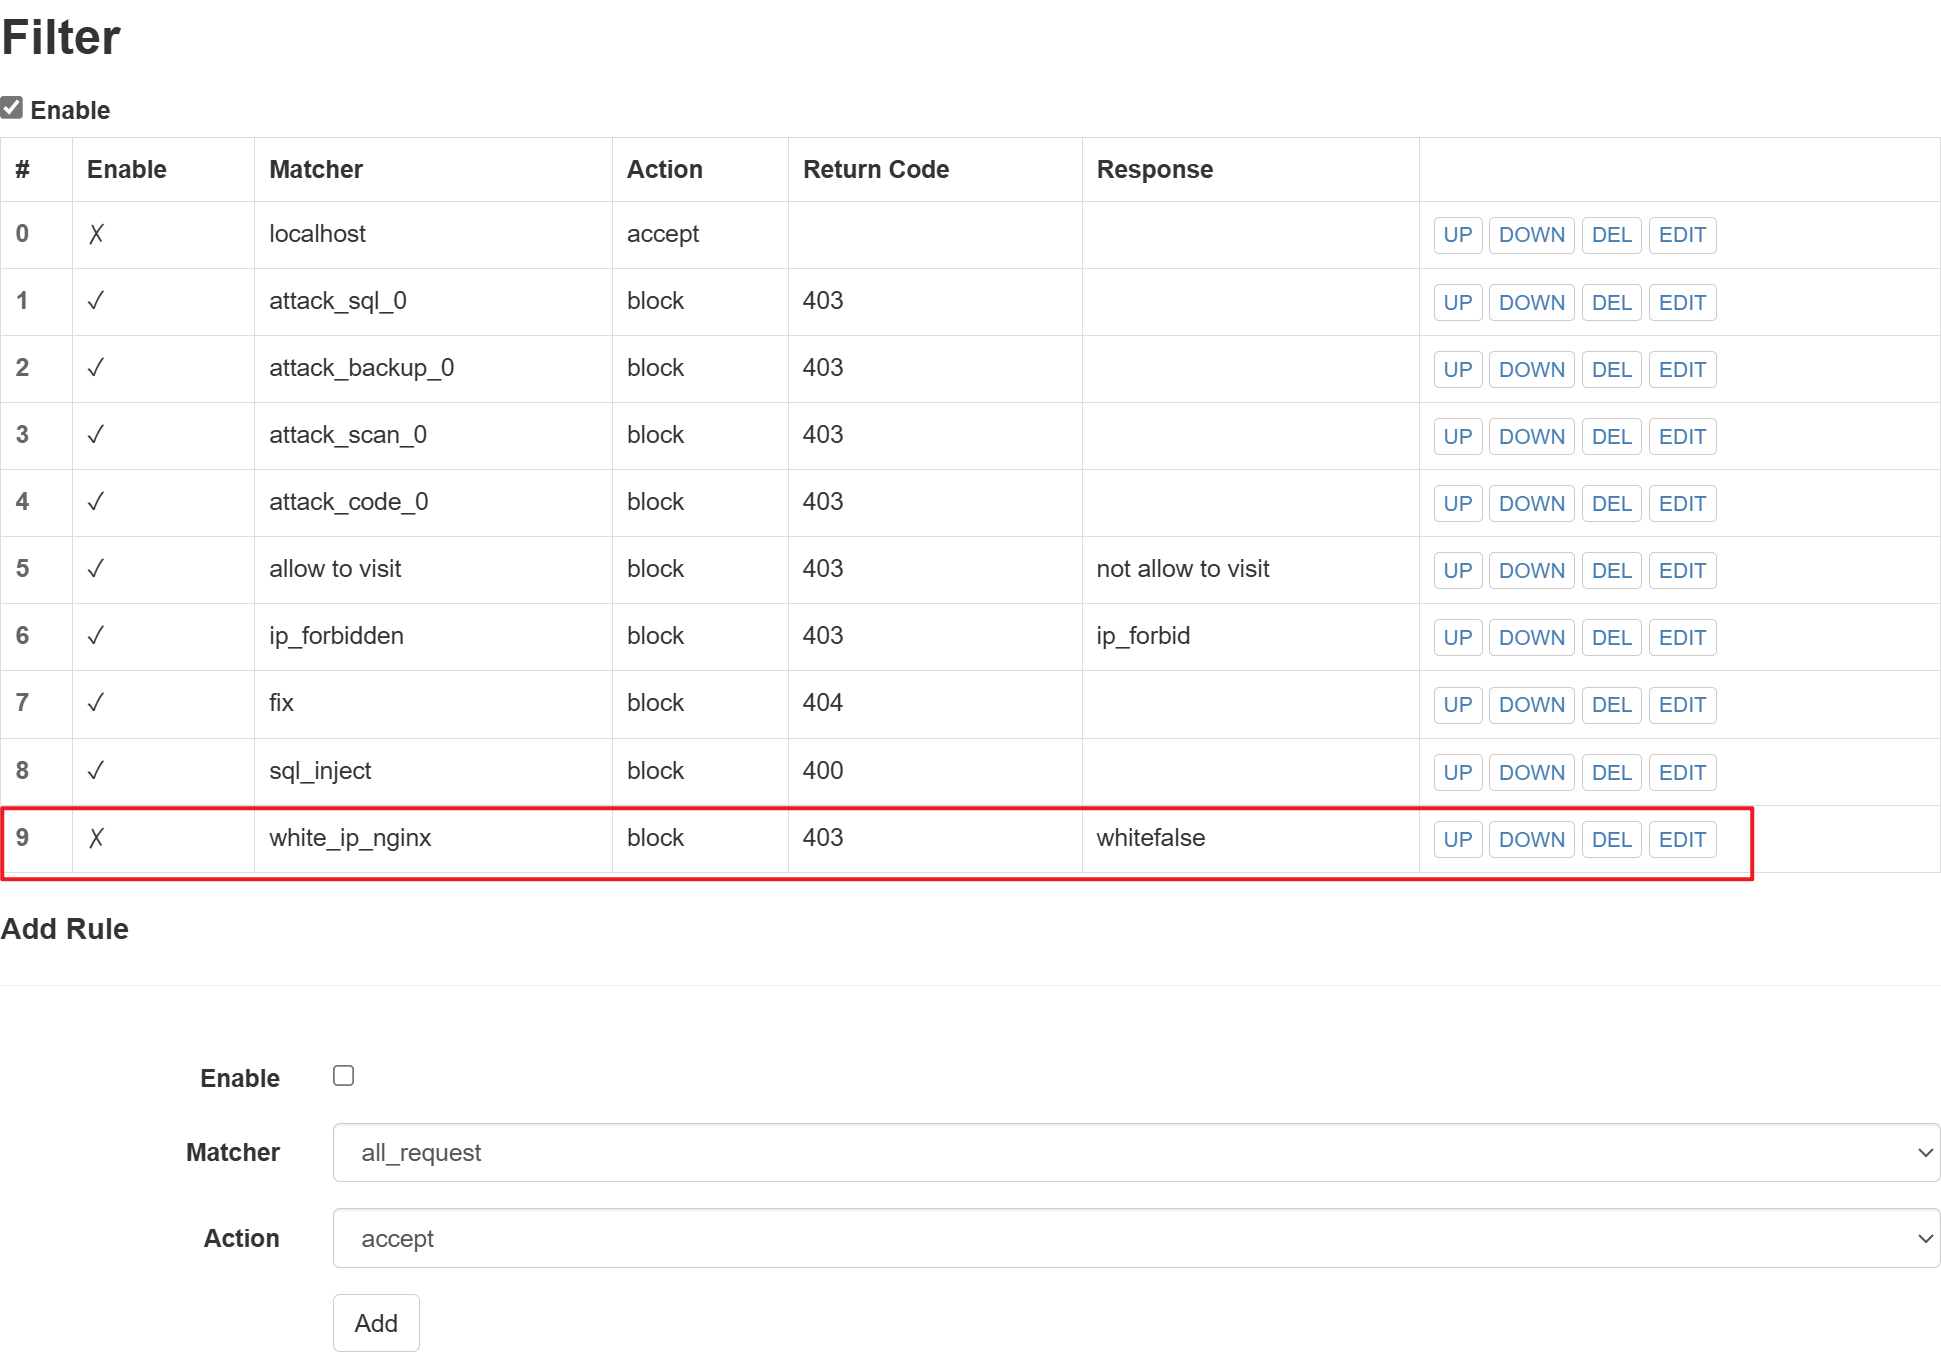 Filter
Enable
# Enable Matcher Action Return Code Response
0 ✗ localhost accept UP DOWN DEL EDIT
1 ✓ attack_sql_0 block 403 UP DOWN DEL EDIT
2 ✓ attack_backup_0 block 403 UP DOWN DEL EDIT
3 ✓ attack_scan_0 block 403 UP DOWN DEL EDIT
4 ✓ attack_code_0 block 403 UP DOWN DEL EDIT
5 ✓ allow to visit block 403 not allow to visit UP DOWN DEL EDIT
6 ✓ ip_forbidden block 403 ip_forbid UP DOWN DEL EDIT
7 ✓ fix block 404 UP DOWN DEL EDIT
8 ✓ sql_inject block 400 UP DOWN DEL EDIT
9 ✗ white_ip_nginx block 403 whitefalse UP DOWN DEL EDIT
Add Rule
Enable
Matcher all_request
Action accept
Add